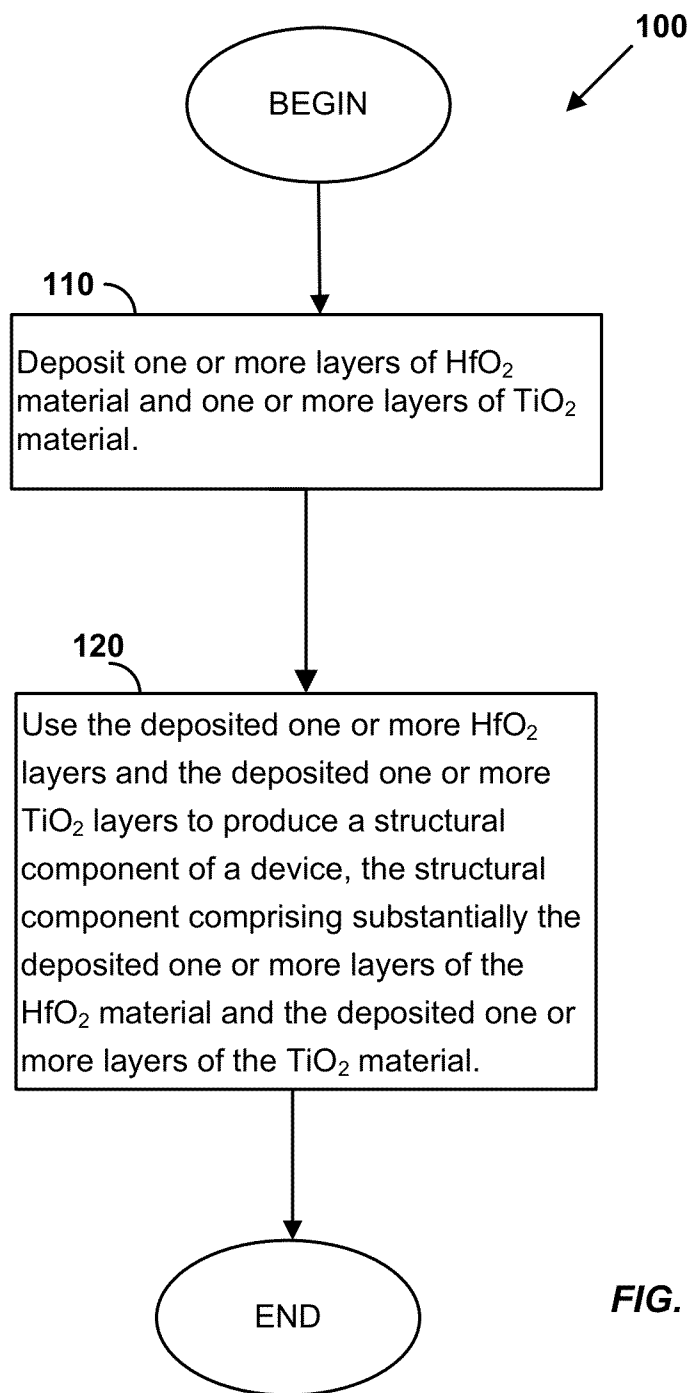 100
BEGIN
110
Deposit one or more layers of HfO₂
material and one or more layers of TiO₂
material.
120
Use the deposited one or more HfO₂
layers and the deposited one or more
TiO₂ layers to produce a structural
component of a device, the structural
component comprising substantially the
deposited one or more layers of the
HfO₂ material and the deposited one or
more layers of the TiO₂ material.
END
FIG.